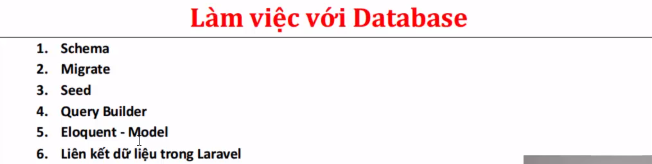 Làm việc với Database
1. Schema
2. Migrate
3. Seed
4. Query Builder
5. Eloquent - Model
6. Liên kết dữ liệu trong Laravel